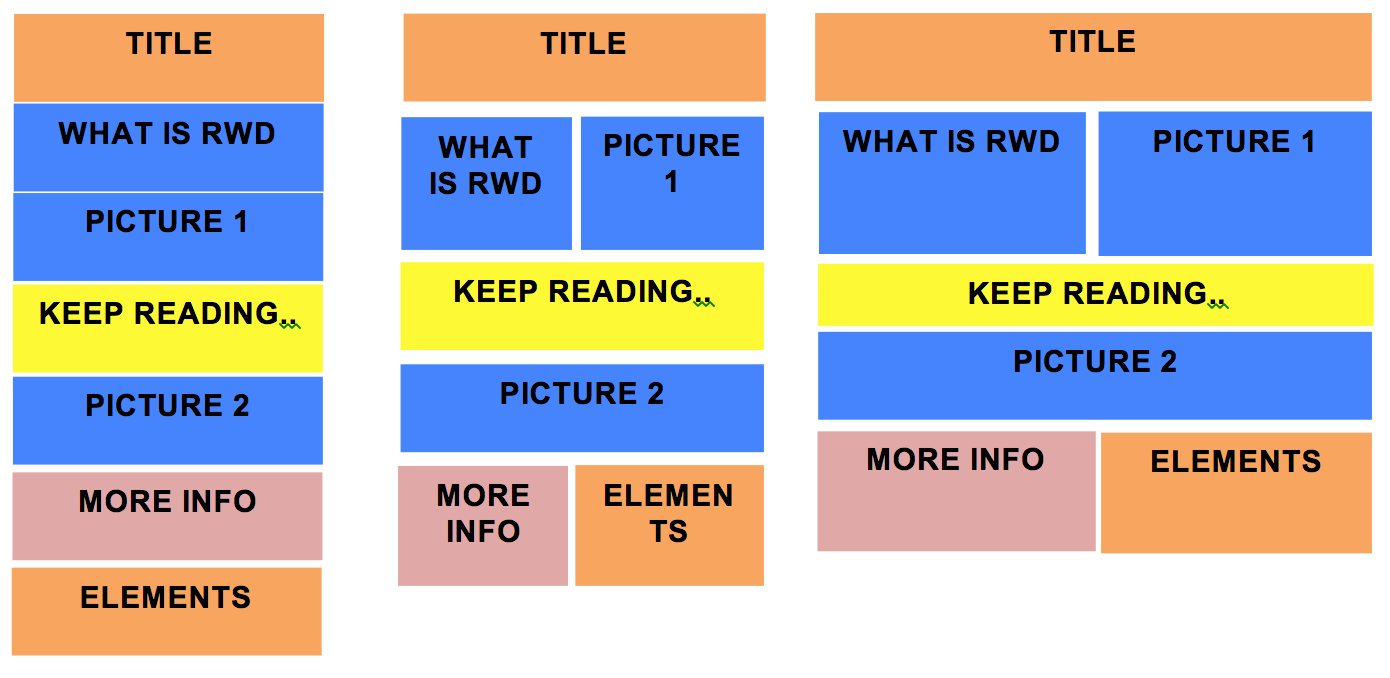 TITLE
WHAT IS RWD
PICTURE 1
KEEP READING..
PICTURE 2
MORE INFO
ELEMENTS
TITLE
WHAT
IS RWD
PICTURE
1
KEEP READING..
PICTURE 2
MORE
INFO
ELEMEN
TS
TITLE
WHAT IS RWD
PICTURE 1
KEEP READING..
PICTURE 2
MORE INFO
ELEMENTS